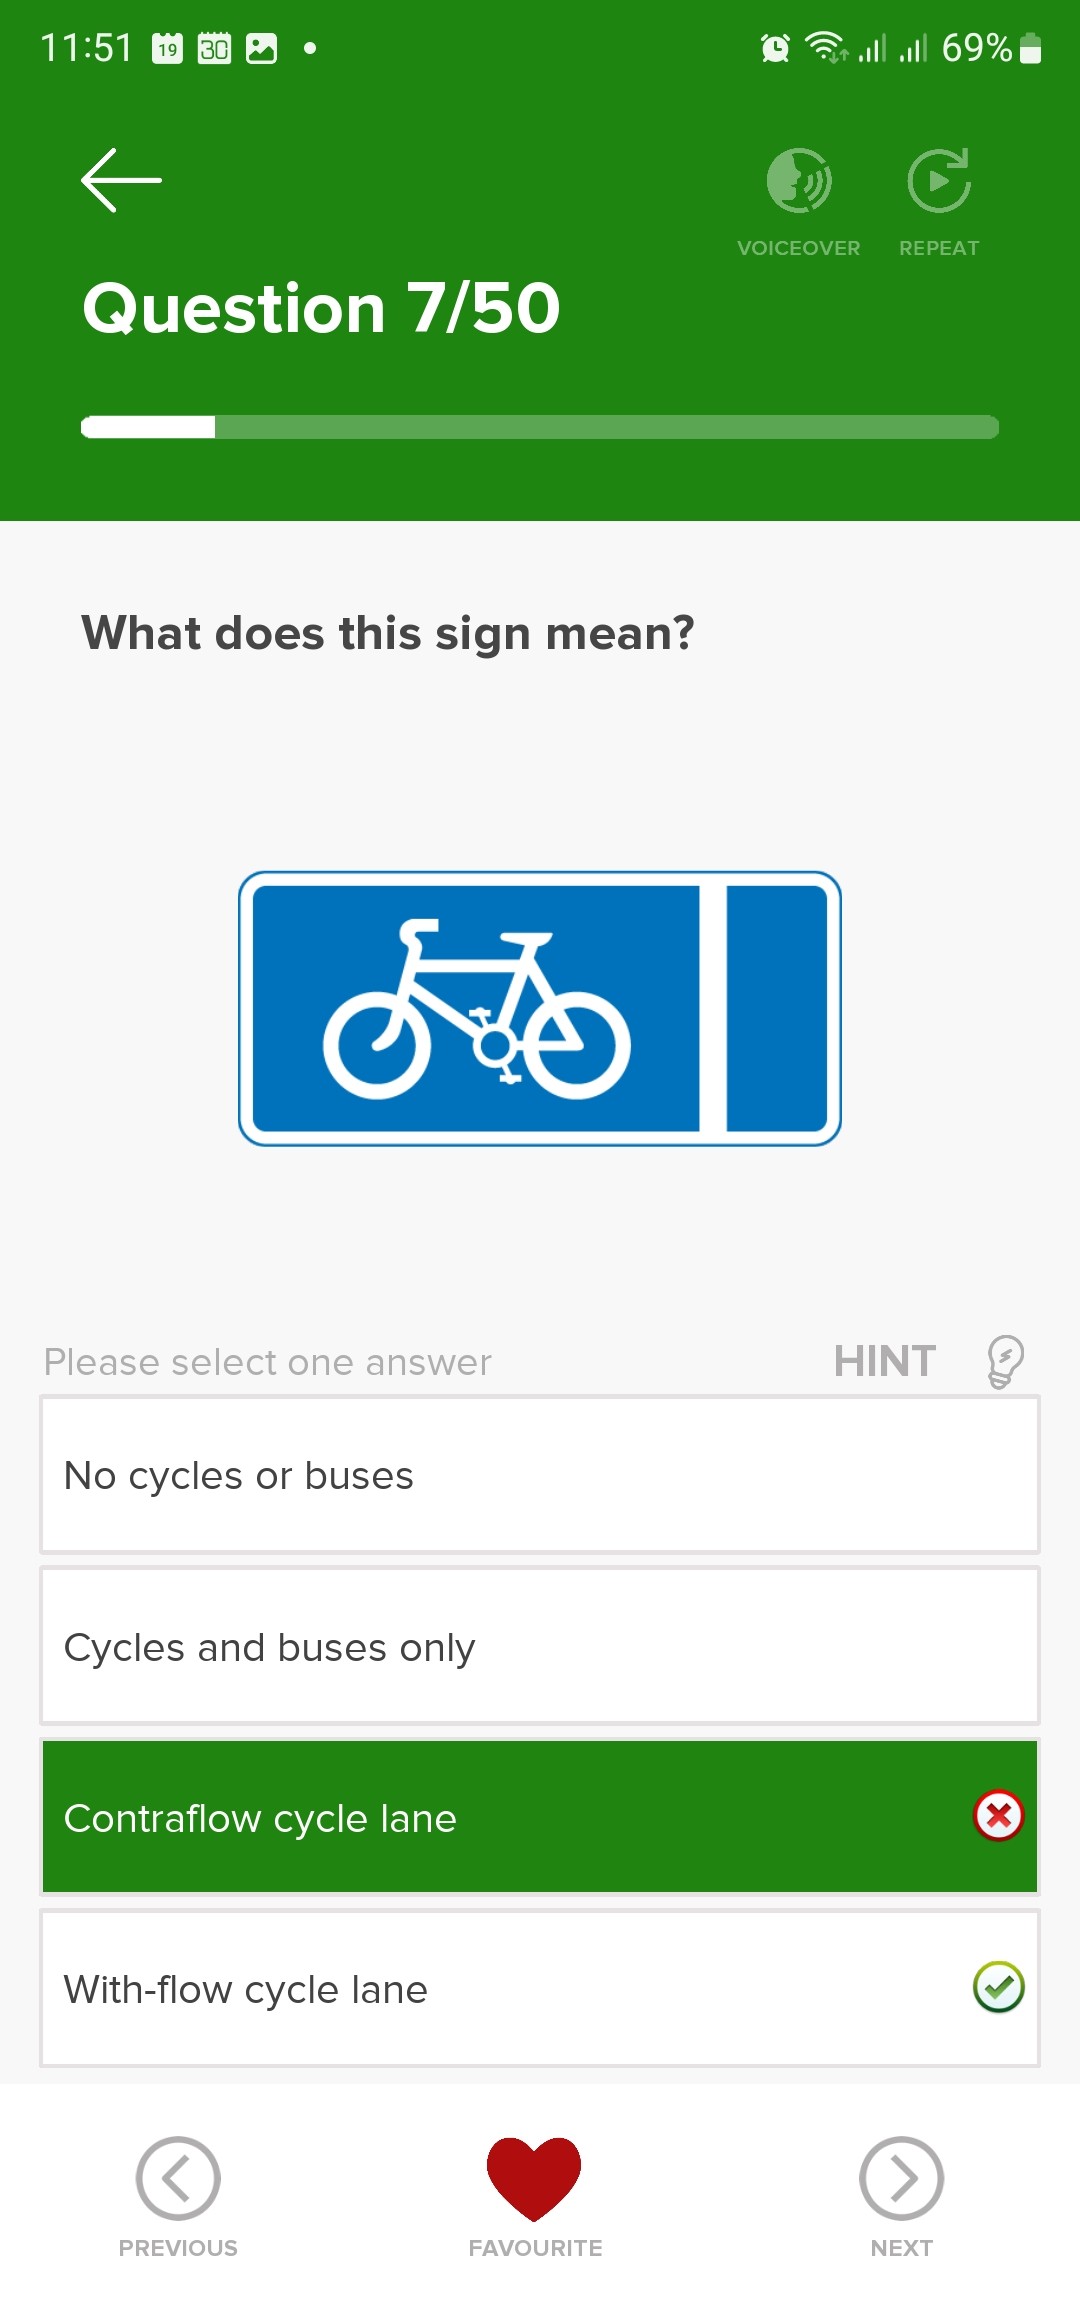 11:51 19 30 69%
VOICEOVER REPEAT
Question 7/50
What does this sign mean?
Please select one answer HINT
No cycles or buses
Cycles and buses only
Contraflow cycle lane
With-flow cycle lane
PREVIOUS FAVOURITE NEXT